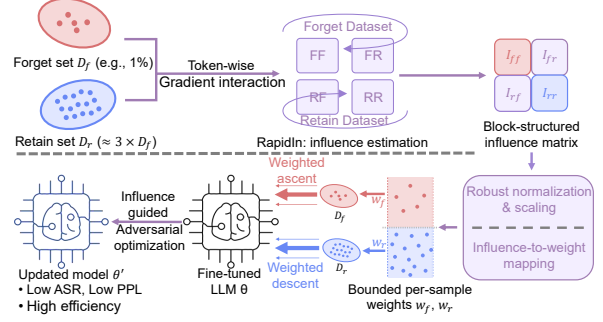 Forget set D_f (e.g., 1%)
Retain set D_r (≈ 3 × D_f)
Token-wise
Gradient interaction
Forget Dataset
FF
FR
RF
RR
Retain Dataset
RapidIn: influence estimation
I_ff
I_fr
I_rf
I_rr
Block-structured
influence matrix
Robust normalization
& scaling
Influence-to-weight
mapping
w_f
w_r
Bounded per-sample
weights w_f, w_r
Weighted
ascent
D_f
D_r
Weighted
descent
Fine-tuned
LLM θ
Influence
guided
Adversarial
optimization
Updated model θ′
• Low ASR, Low PPL
• High efficiency